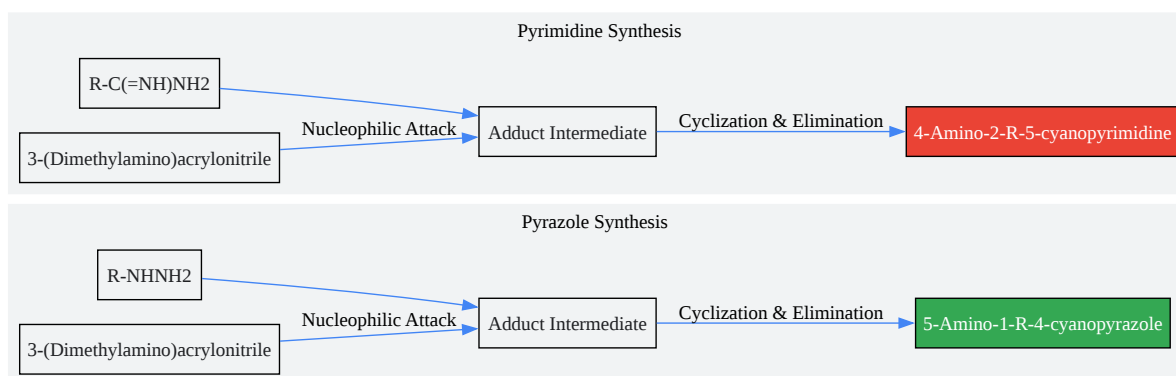 Pyrimidine Synthesis
R-C(=NH)NH2
Nucleophilic Attack
3-(Dimethylamino)acrylonitrile
Adduct Intermediate
Cyclization & Elimination
4-Amino-2-R-5-cyanopyrimidine
Pyrazole Synthesis
R-NHNH2
Nucleophilic Attack
3-(Dimethylamino)acrylonitrile
Adduct Intermediate
Cyclization & Elimination
5-Amino-1-R-4-cyanopyrazole